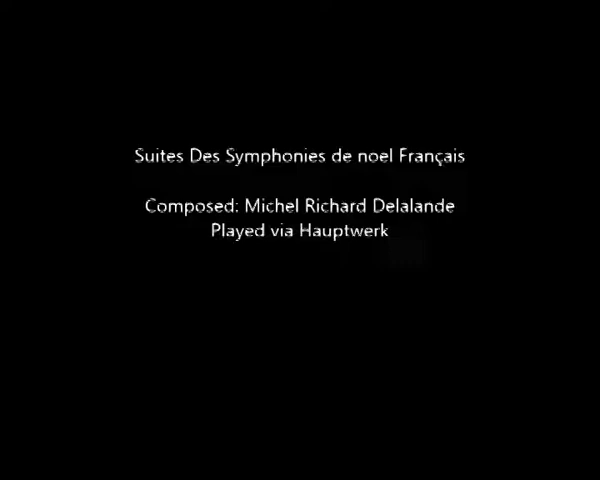 Suites Des Symphonies de noel Français
Composed: Michel Richard Delalande
Played via Hauptwerk